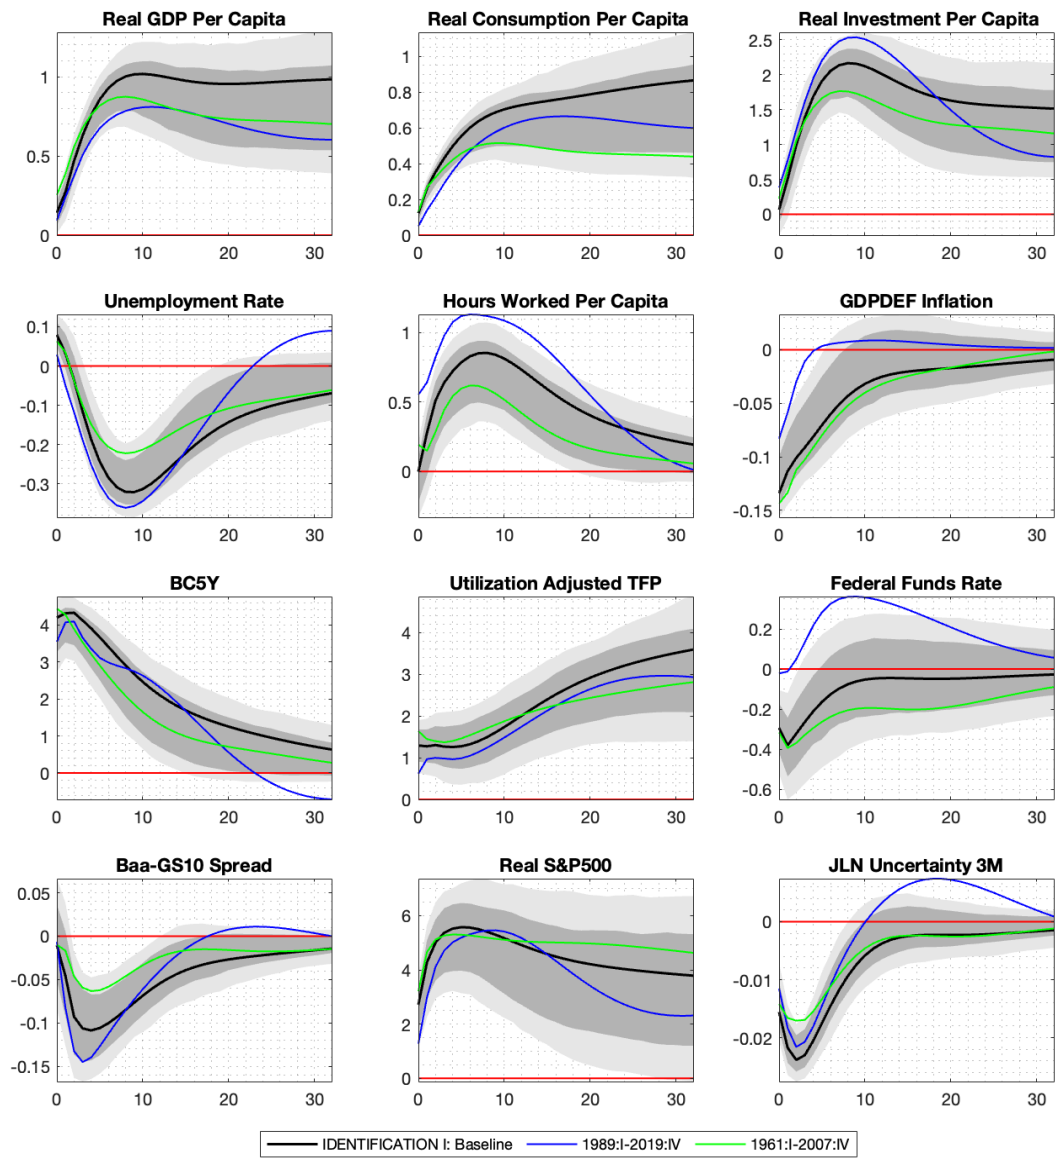 Real GDP Per Capita
Real Consumption Per Capita
Real Investment Per Capita
1
0.5
0
0 10 20 30
1
0.8
0.6
0.4
0.2
0
0 10 20 30
2.5
2
1.5
1
0.5
0
0 10 20 30
Unemployment Rate
Hours Worked Per Capita
GDPDEF Inflation
0.1
0
-0.1
-0.2
-0.3
0 10 20 30
1
0.5
0
0 10 20 30
0
-0.05
-0.1
-0.15
0 10 20 30
BC5Y
Utilization Adjusted TFP
Federal Funds Rate
4
3
2
1
0
0 10 20 30
4
3
2
1
0
0 10 20 30
0.2
0
-0.2
-0.4
-0.6
0 10 20 30
Baa-GS10 Spread
Real S&P500
JLN Uncertainty 3M
0.05
0
-0.05
-0.1
-0.15
0 10 20 30
6
4
2
0
0 10 20 30
0
-0.01
-0.02
0 10 20 30
IDENTIFICATION I: Baseline 1989:I-2019:IV 1961:I-2007:IV